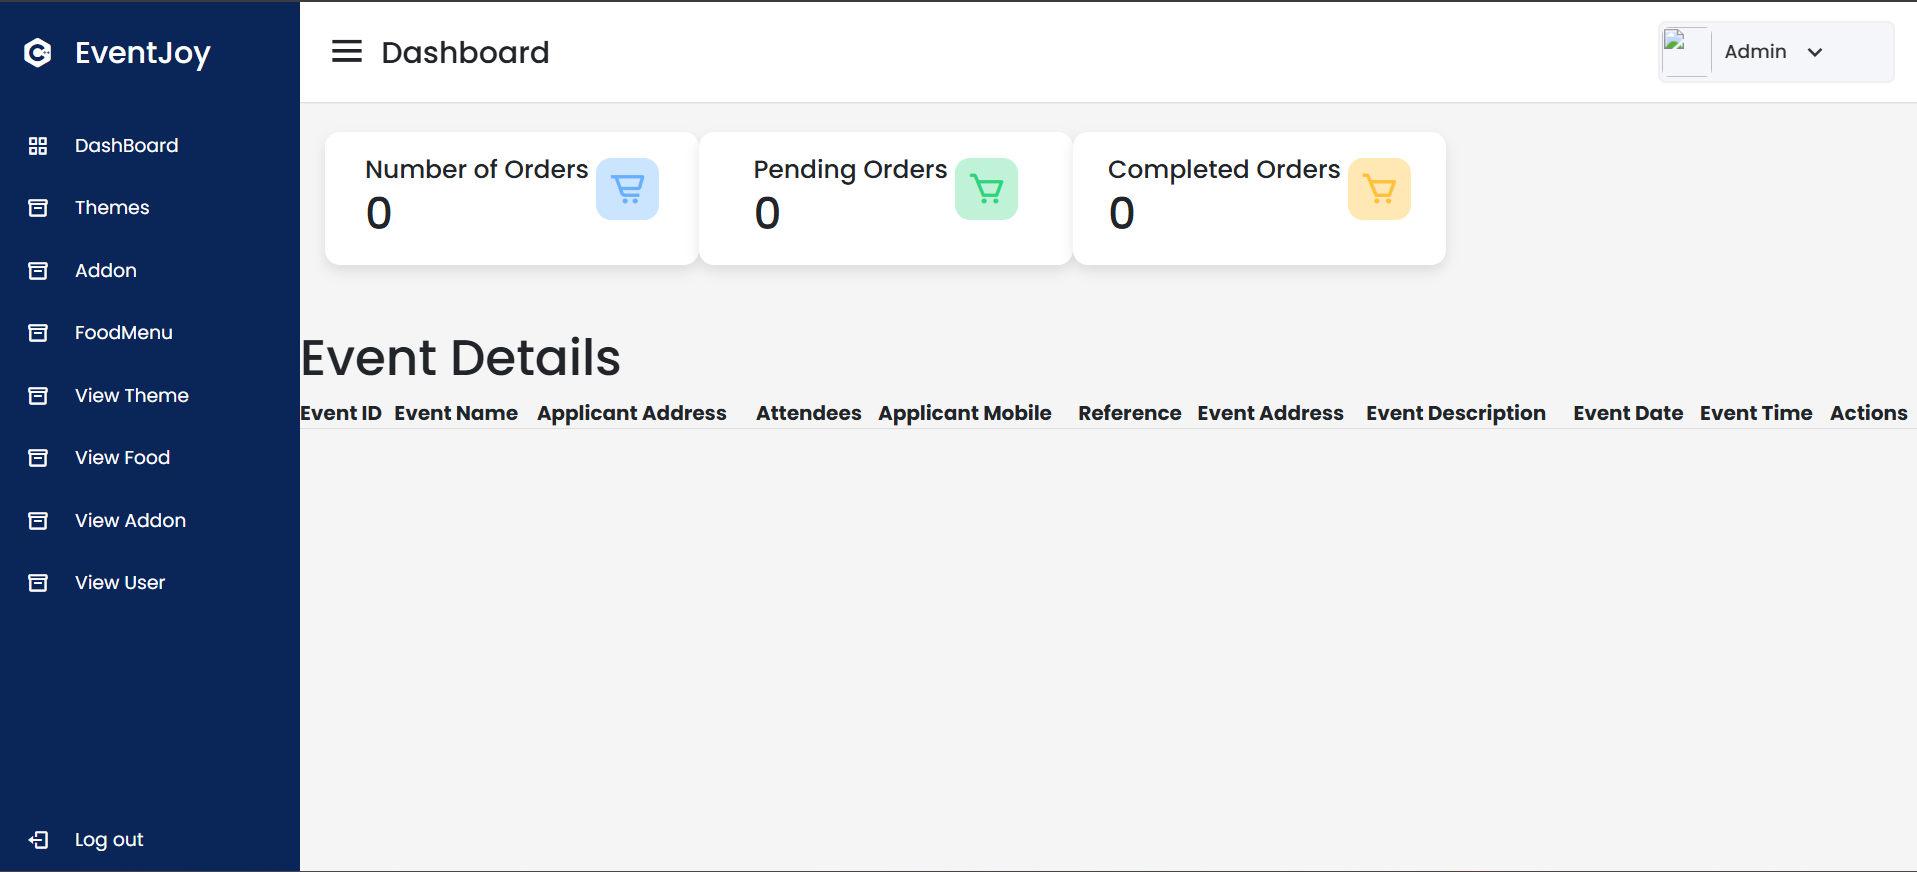 EventJoy
DashBoard
Themes
Addon
FoodMenu
View Theme
View Food
View Addon
View User
Log out
Dashboard
Admin
Number of Orders
0
Pending Orders
0
Completed Orders
0
Event Details
Event ID Event Name Applicant Address Attendees Applicant Mobile Reference Event Address Event Description Event Date Event Time Actions